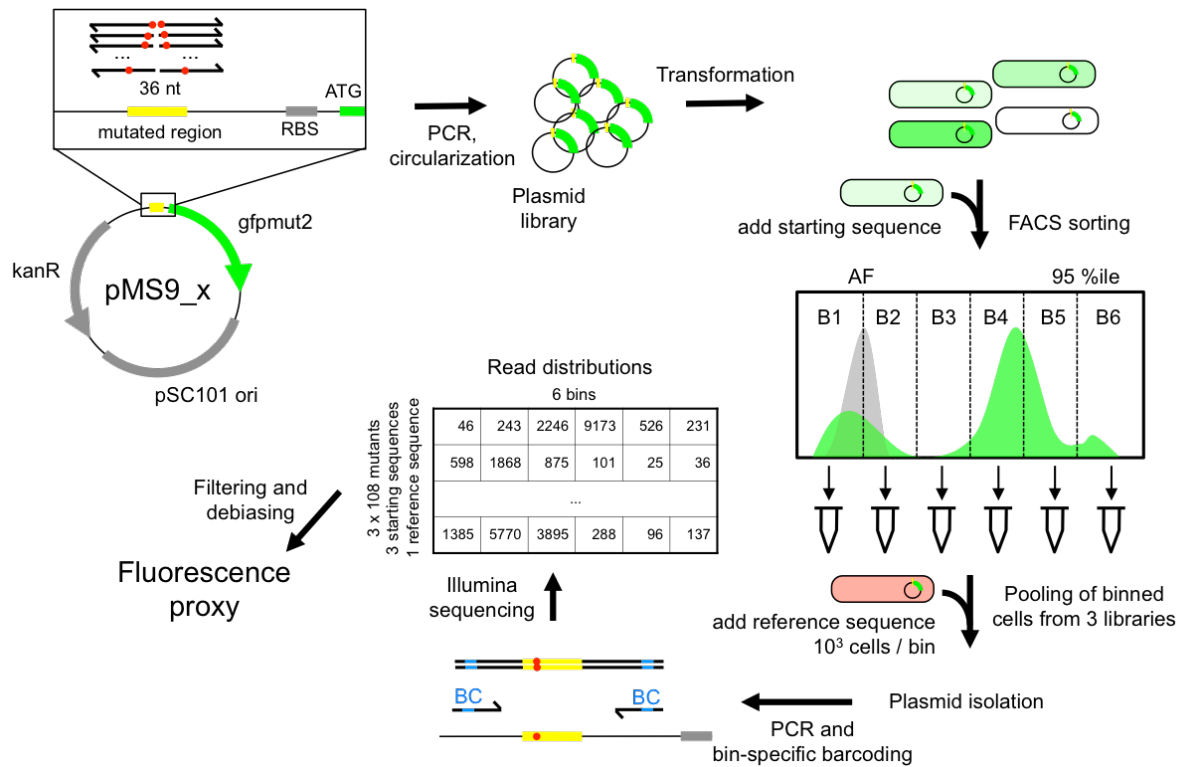 ...
...
36 nt
ATG
mutated region
RBS
PCR,
circularization
Plasmid
library
Transformation
add starting sequence
FACS sorting
gfpmut2
kanR
pMS9_x
pSC101 ori
AF
95 %ile
B1
B2
B3
B4
B5
B6
Read distributions
6 bins
3 x 108 mutants
3 starting sequences
1 reference sequence
46 243 2246 9173 526 231
598 1868 875 101 25 36
...
1385 5770 3895 288 96 137
Filtering and
debiasing
Fluorescence
proxy
Illumina
sequencing
add reference sequence
10³ cells / bin
Pooling of binned
cells from 3 libraries
BC
BC
Plasmid isolation
PCR and
bin-specific barcoding